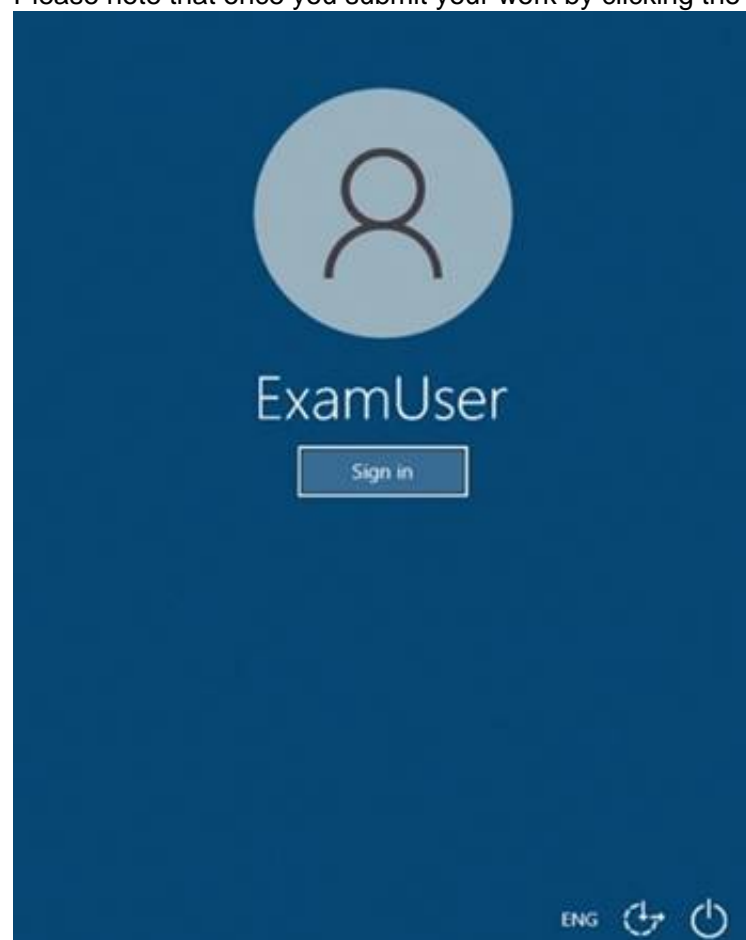 Please note that once you submit your work by clicking the
ExamUser
Sign in
ENG